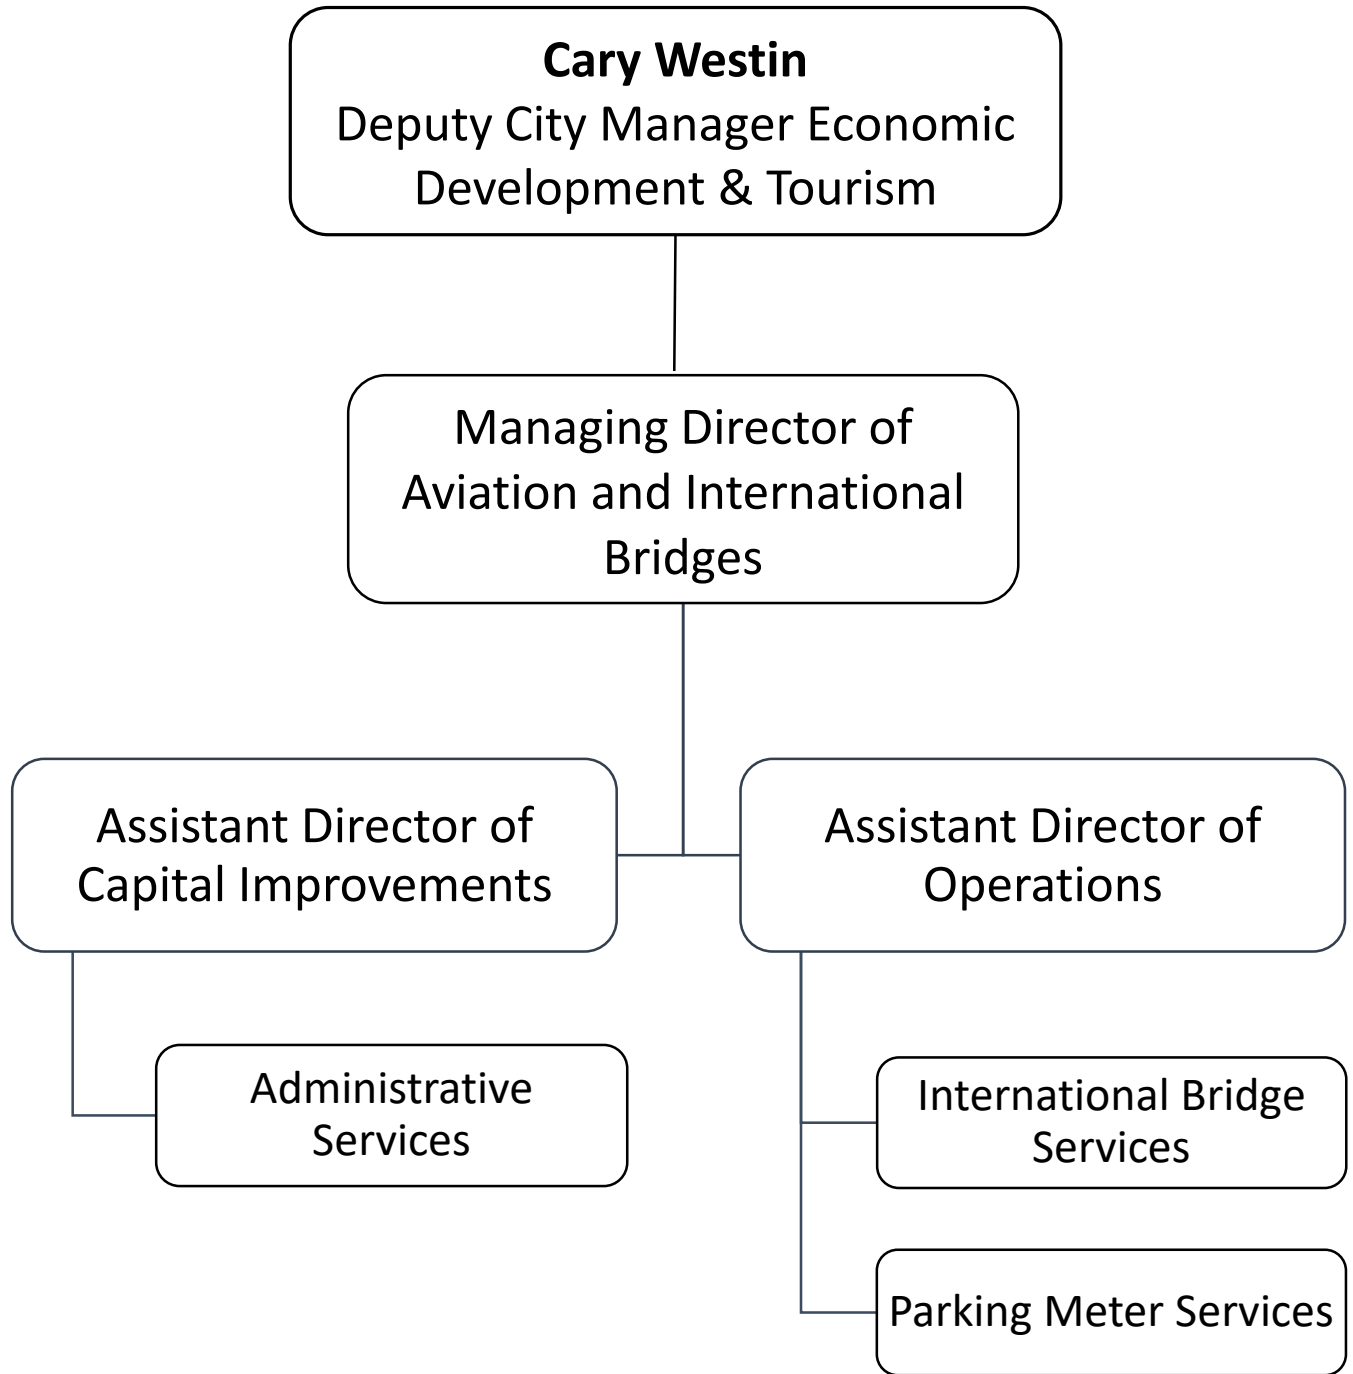 Cary Westin
Deputy City Manager Economic
Development & Tourism
Managing Director of
Aviation and International
Bridges
Assistant Director of
Capital Improvements
Assistant Director of
Operations
Administrative
Services
International Bridge
Services
Parking Meter Services